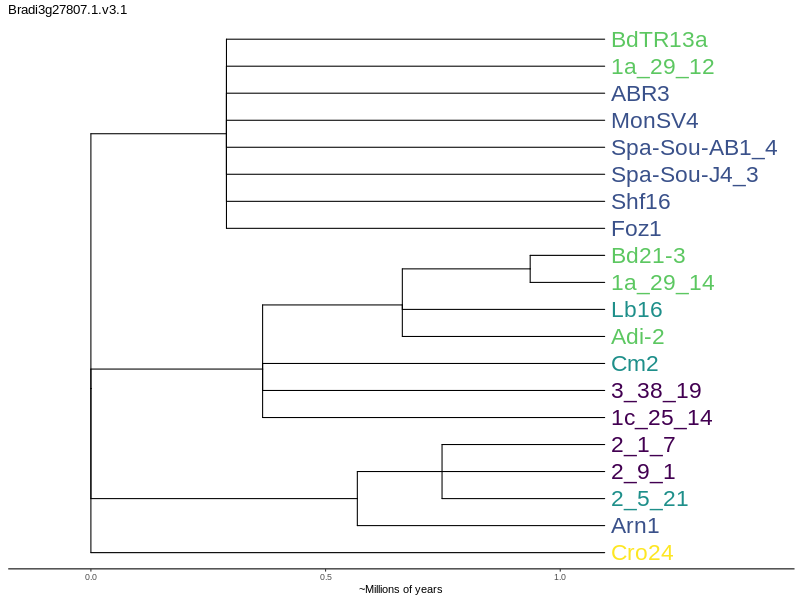 Bradi3g27807.1.v3.1
BdTR13a
1a_29_12
ABR3
MonSV4
Spa-Sou-AB1_4
Spa-Sou-J4_3
Shf16
Foz1
Bd21-3
1a_29_14
Lb16
Adi-2
Cm2
3_38_19
1c_25_14
2_1_7
2_9_1
2_5_21
Arn1
Cro24
0.0 0.5 1.0
~Millions of years